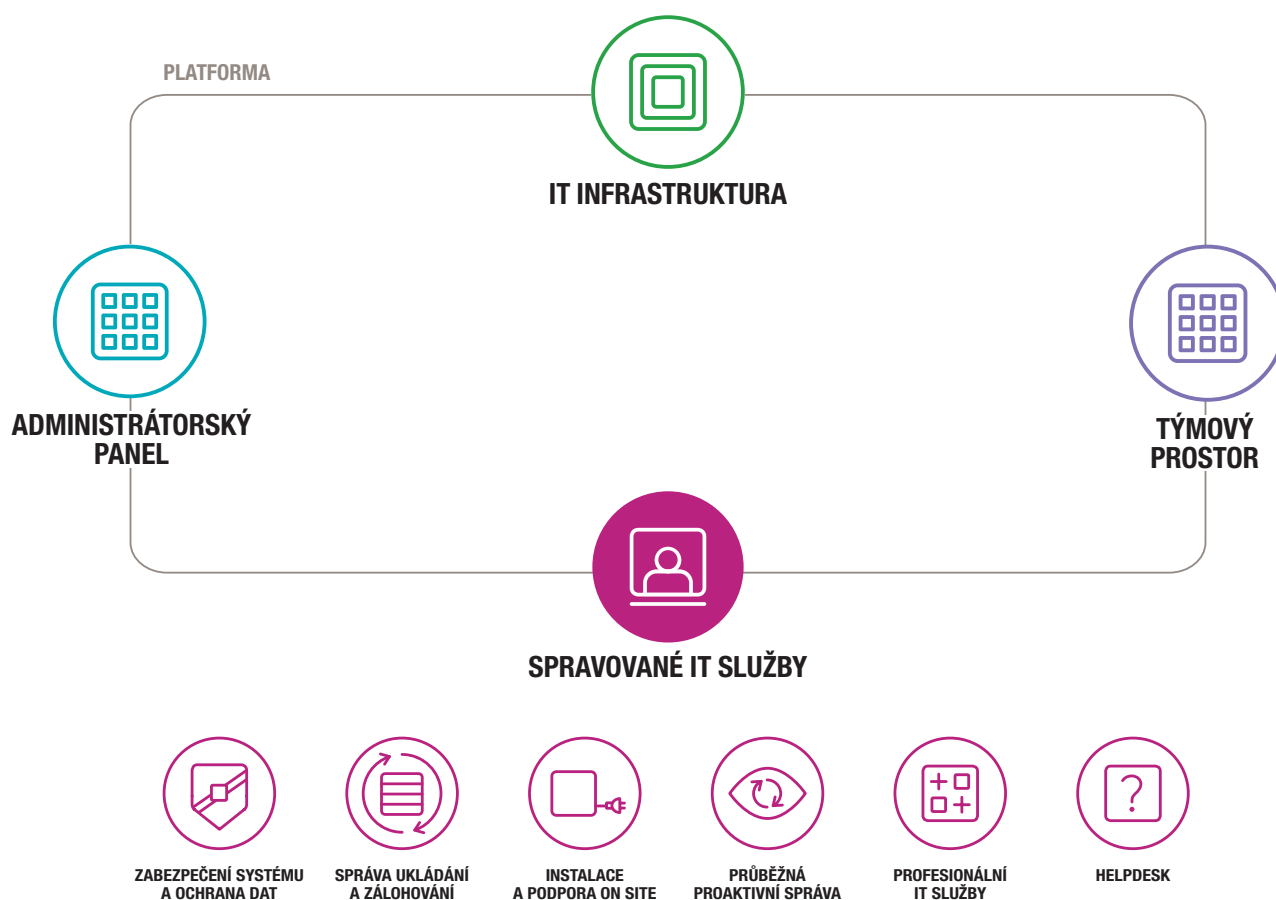 PLATFORMA
IT INFRASTRUKTURA
ADMINISTRÁTORSKÝ
PANEL
TÝMOVÝ
PROSTOR
SPRAVOVANÉ IT SLUŽBY
ZABEZPEČENÍ SYSTÉMU
A OCHRANA DAT
SPRÁVA UKLÁDÁNÍ
A ZÁLOHOVÁNÍ
INSTALACE
A PODPORA ON SITE
PRŮBĚŽNÁ
PROAKTIVNÍ SPRÁVA
PROFESIONÁLNÍ
IT SLUŽBY
HELPDESK